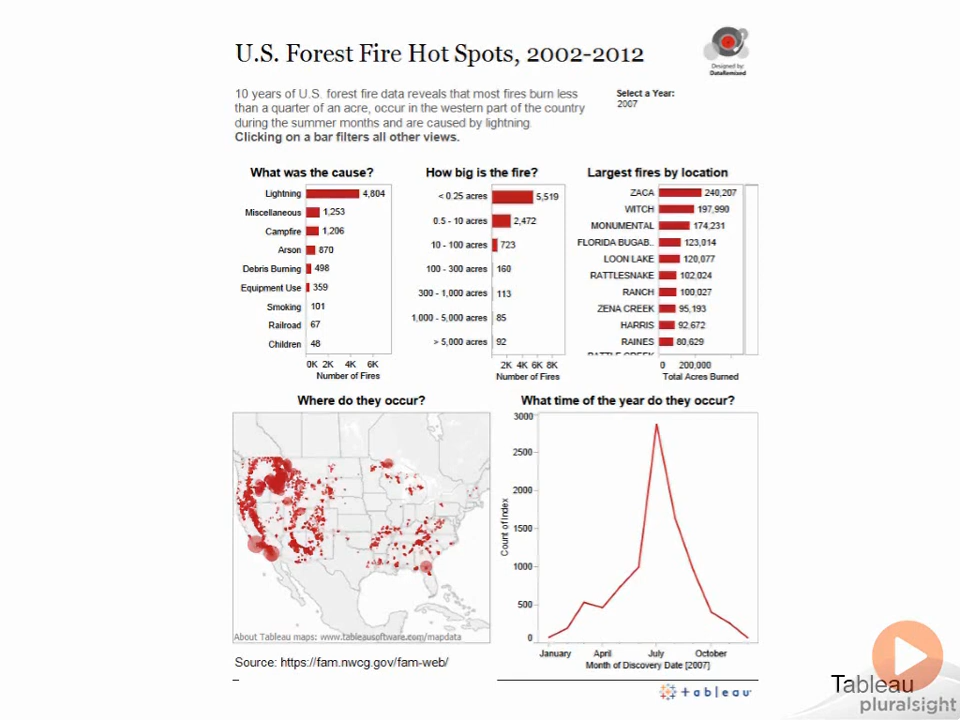 U.S. Forest Fire Hot Spots, 2002-2012
Designed by:
DataRemixed
10 years of U.S. forest fire data reveals that most fires burn less
than a quarter of an acre, occur in the western part of the country
during the summer months and are caused by lightning.
Clicking on a bar filters all other views.
Select a Year:
2007
What was the cause?
Lightning 4,804
Miscellaneous 1,253
Campfire 1,206
Arson 870
Debris Burning 498
Equipment Use 359
Smoking 101
Railroad 67
Children 48
0K 2K 4K 6K
Number of Fires
How big is the fire?
< 0.25 acres 5,519
0.5 - 10 acres 2,472
10 - 100 acres 723
100 - 300 acres 160
300 - 1,000 acres 113
1,000 - 5,000 acres 85
> 5,000 acres 92
2K 4K 6K 8K
Number of Fires
Largest fires by location
ZACA 240,207
WITCH 197,990
MONUMENTAL 174,231
FLORIDA BUGAB.. 123,014
LOON LAKE 120,077
RATTLESNAKE 102,024
RANCH 100,027
ZENA CREEK 95,193
HARRIS 92,672
RAINES 80,629
0 200,000
Total Acres Burned
Where do they occur?
About Tableau maps: www.tableausoftware.com/mapdata
What time of the year do they occur?
3000
2500
2000
1500
1000
500
0
Count of Index
January April July October
Month of Discovery Date [2007]
Source: https://fam.nwcg.gov/fam-web/
tableau
Tableau
pluralsight